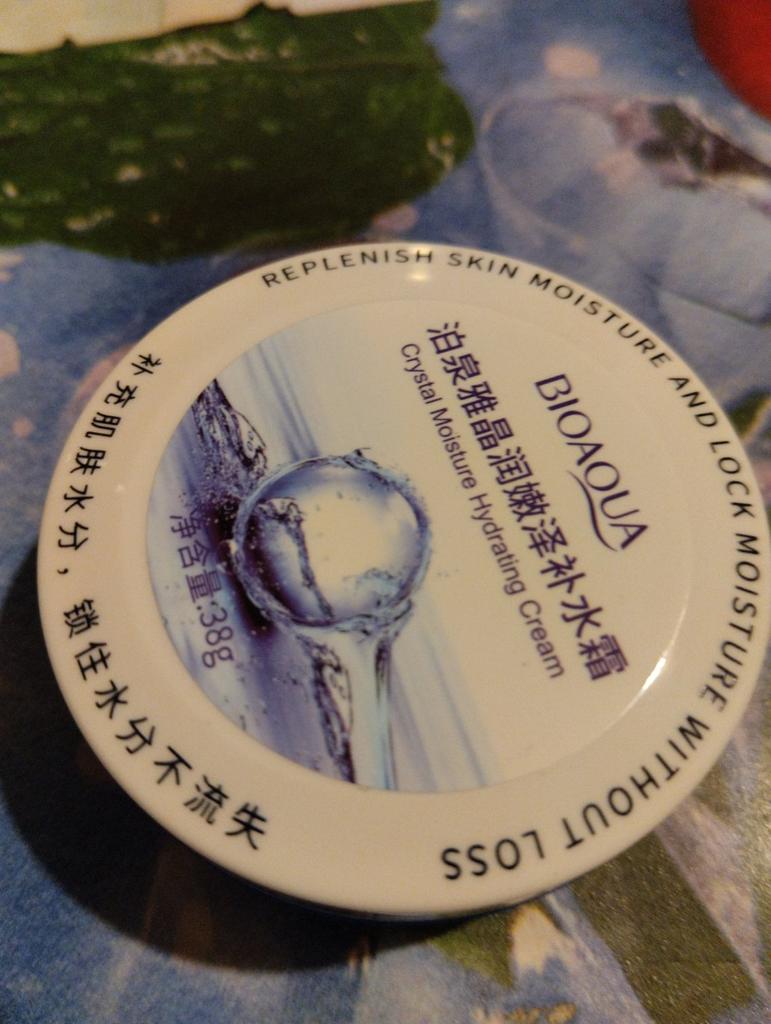 REPLENISH SKIN MOISTURE AND LOCK MOISTURE WITHOUT LOSS
BIOAQUA
泊泉雅晶润嫩泽补水霜
Crystal Moisture Hydrating Cream
净含量:38g
补充肌肤水分，锁住水分不流失